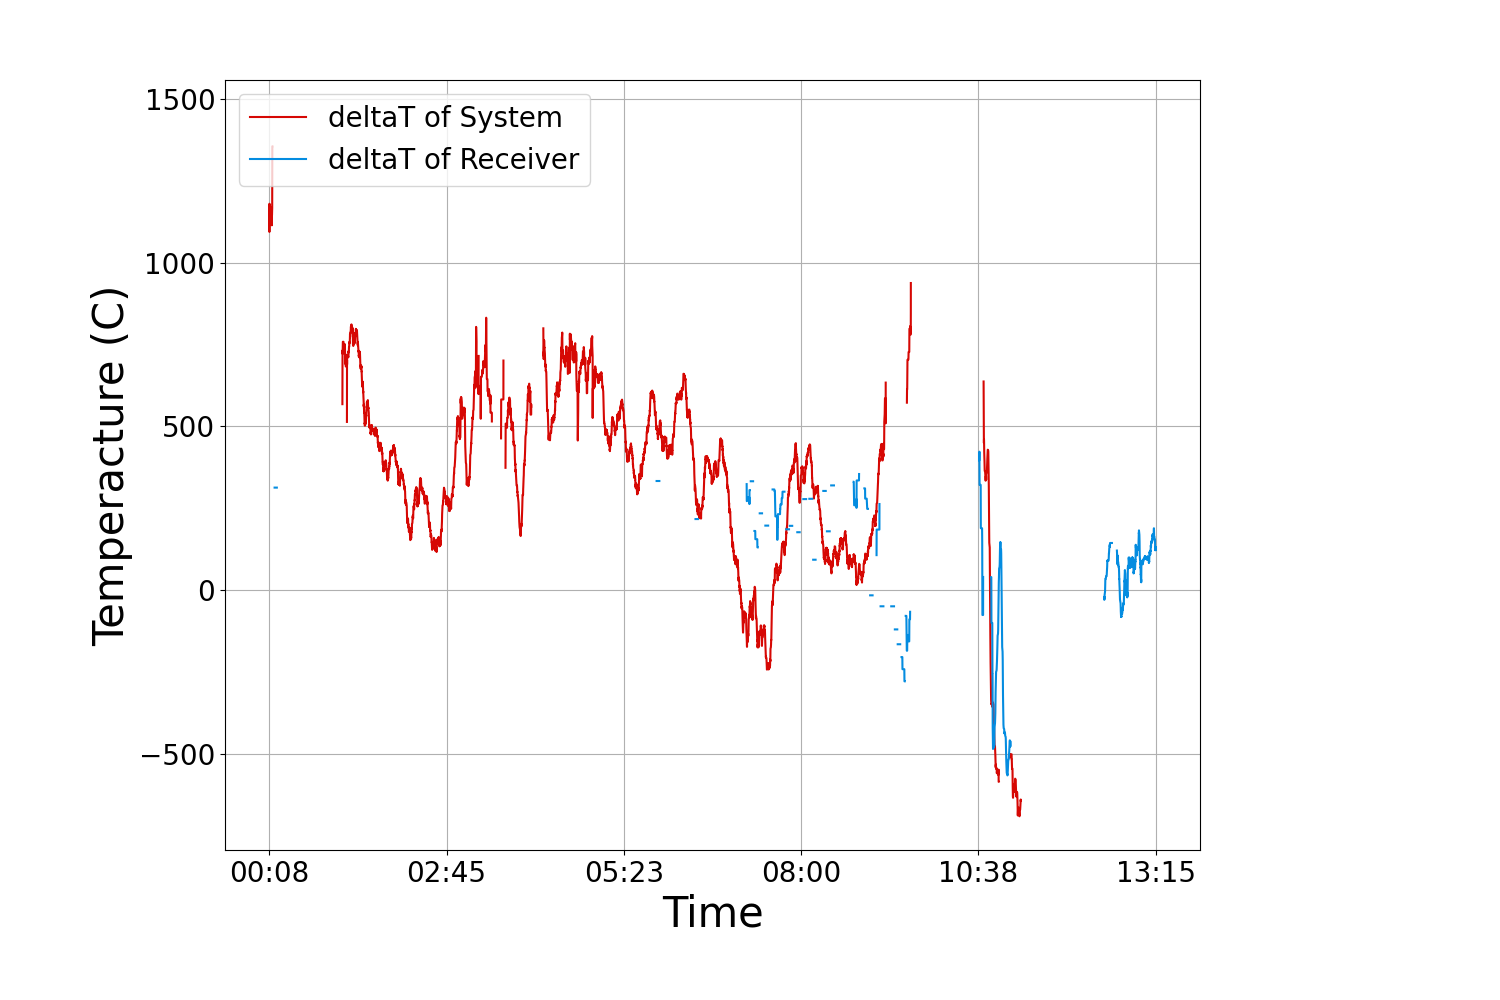 deltaT of System
deltaT of Receiver
1500
1000
500
0
−500
Temperacture (C)
00:08 02:45 05:23 08:00 10:38 13:15
Time